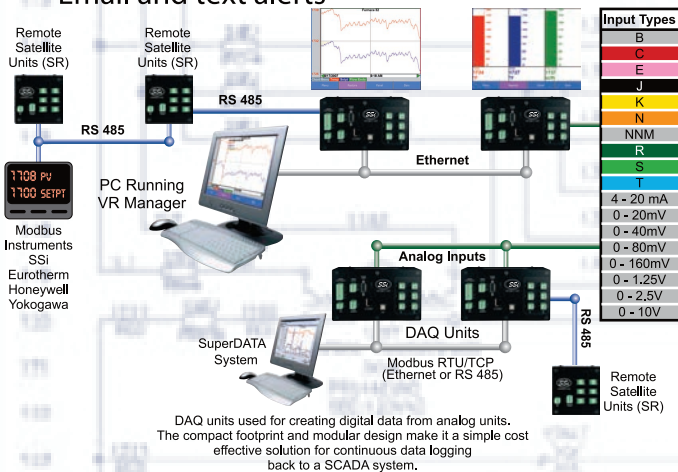 Email and text alerts
Remote
Satellite
Units (SR)
Remote
Satellite
Units (SR)
RS 485
RS 485
1708 PV
1700 SETPT
Modbus
Instruments
SSi
Eurotherm
Honeywell
Yokogawa
PC Running
VR Manager
Ethernet
SSi
SSi
Input Types
B
C
E
J
K
N
NNM
R
S
T
4 - 20 mA
0 - 20mV
0 - 40mV
0 - 80mV
0 - 160mV
0 - 1.25V
0 - 2.5V
0 - 10V
Analog Inputs
SSi
SSi
DAQ Units
SuperDATA
System
Modbus RTU/TCP
(Ethernet or RS 485)
RS 485
Remote
Satellite
Units (SR)
DAQ units used for creating digital data from analog units.
The compact footprint and modular design make it a simple cost
effective solution for continuous data logging
back to a SCADA system.